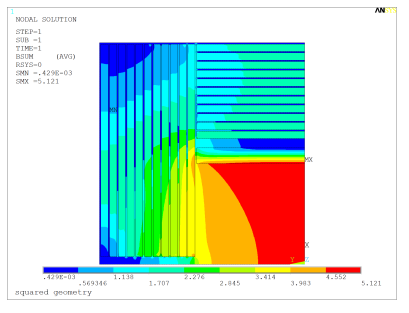 1
NODAL SOLUTION
STEP=1
SUB =1
TIME=1
BSUM (AVG)
RSYS=0
SMN =.429E-03
SMX =5.121
MX
X
Y Z
.429E-03 1.138 2.276 3.414 4.552
.569346 1.707 2.845 3.983 5.121
squared geometry